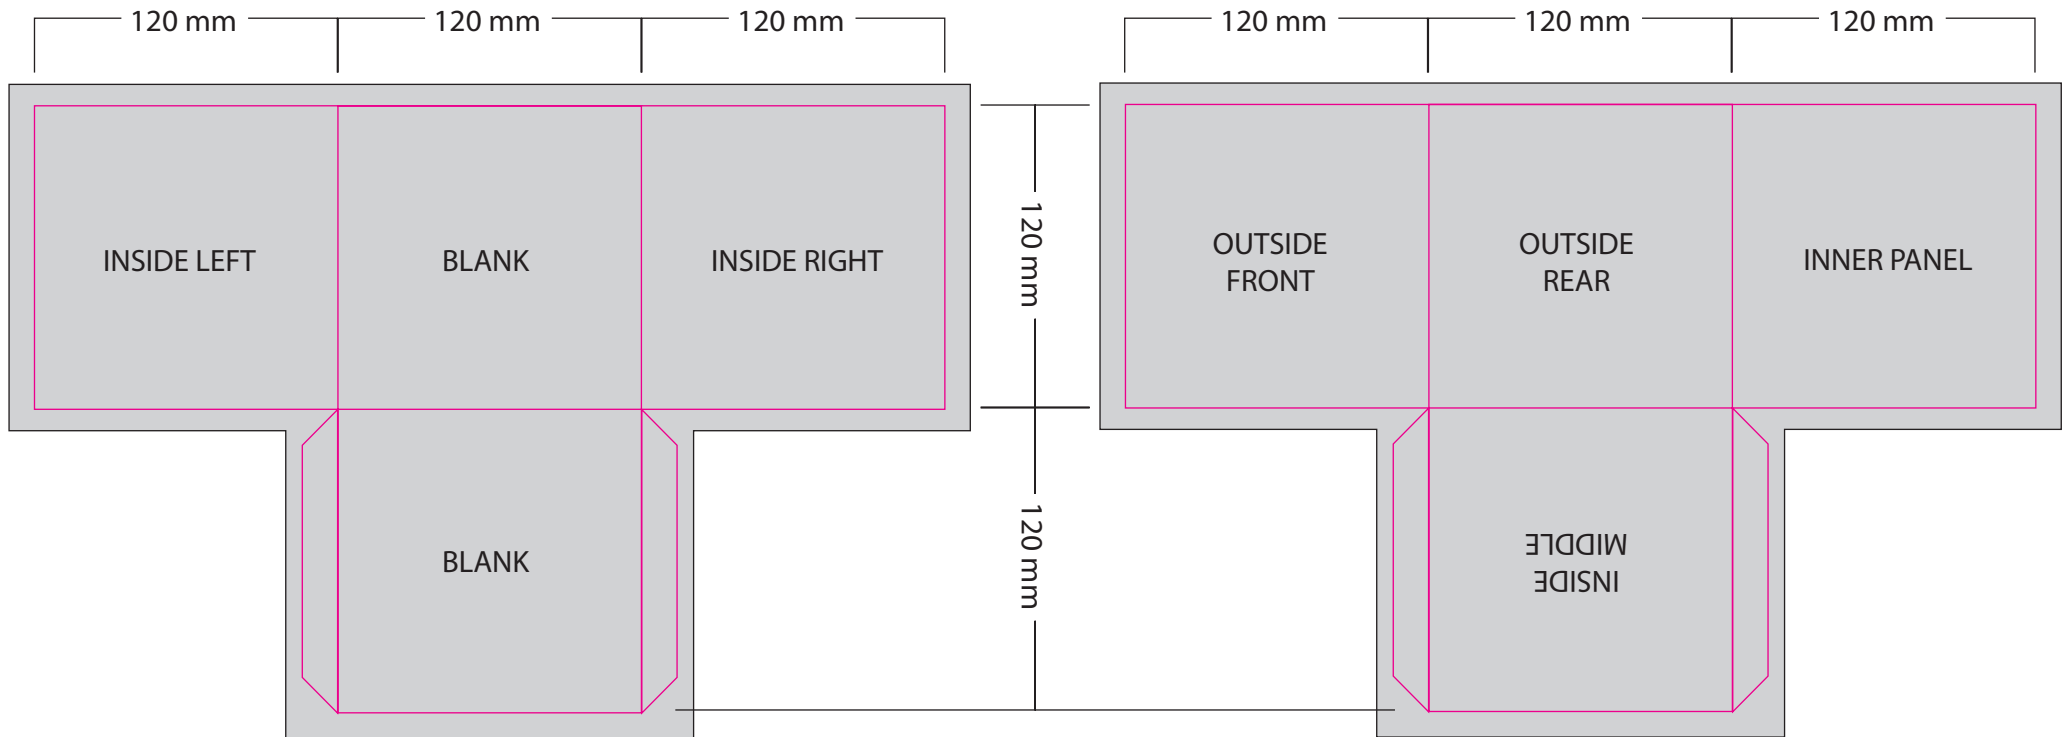 120 mm 120 mm 120 mm
120 mm 120 mm 120 mm
INSIDE LEFT
BLANK
INSIDE RIGHT
120 mm
OUTSIDE
FRONT
OUTSIDE
REAR
INNER PANEL
BLANK
120 mm
INSIDE
MIDDLE